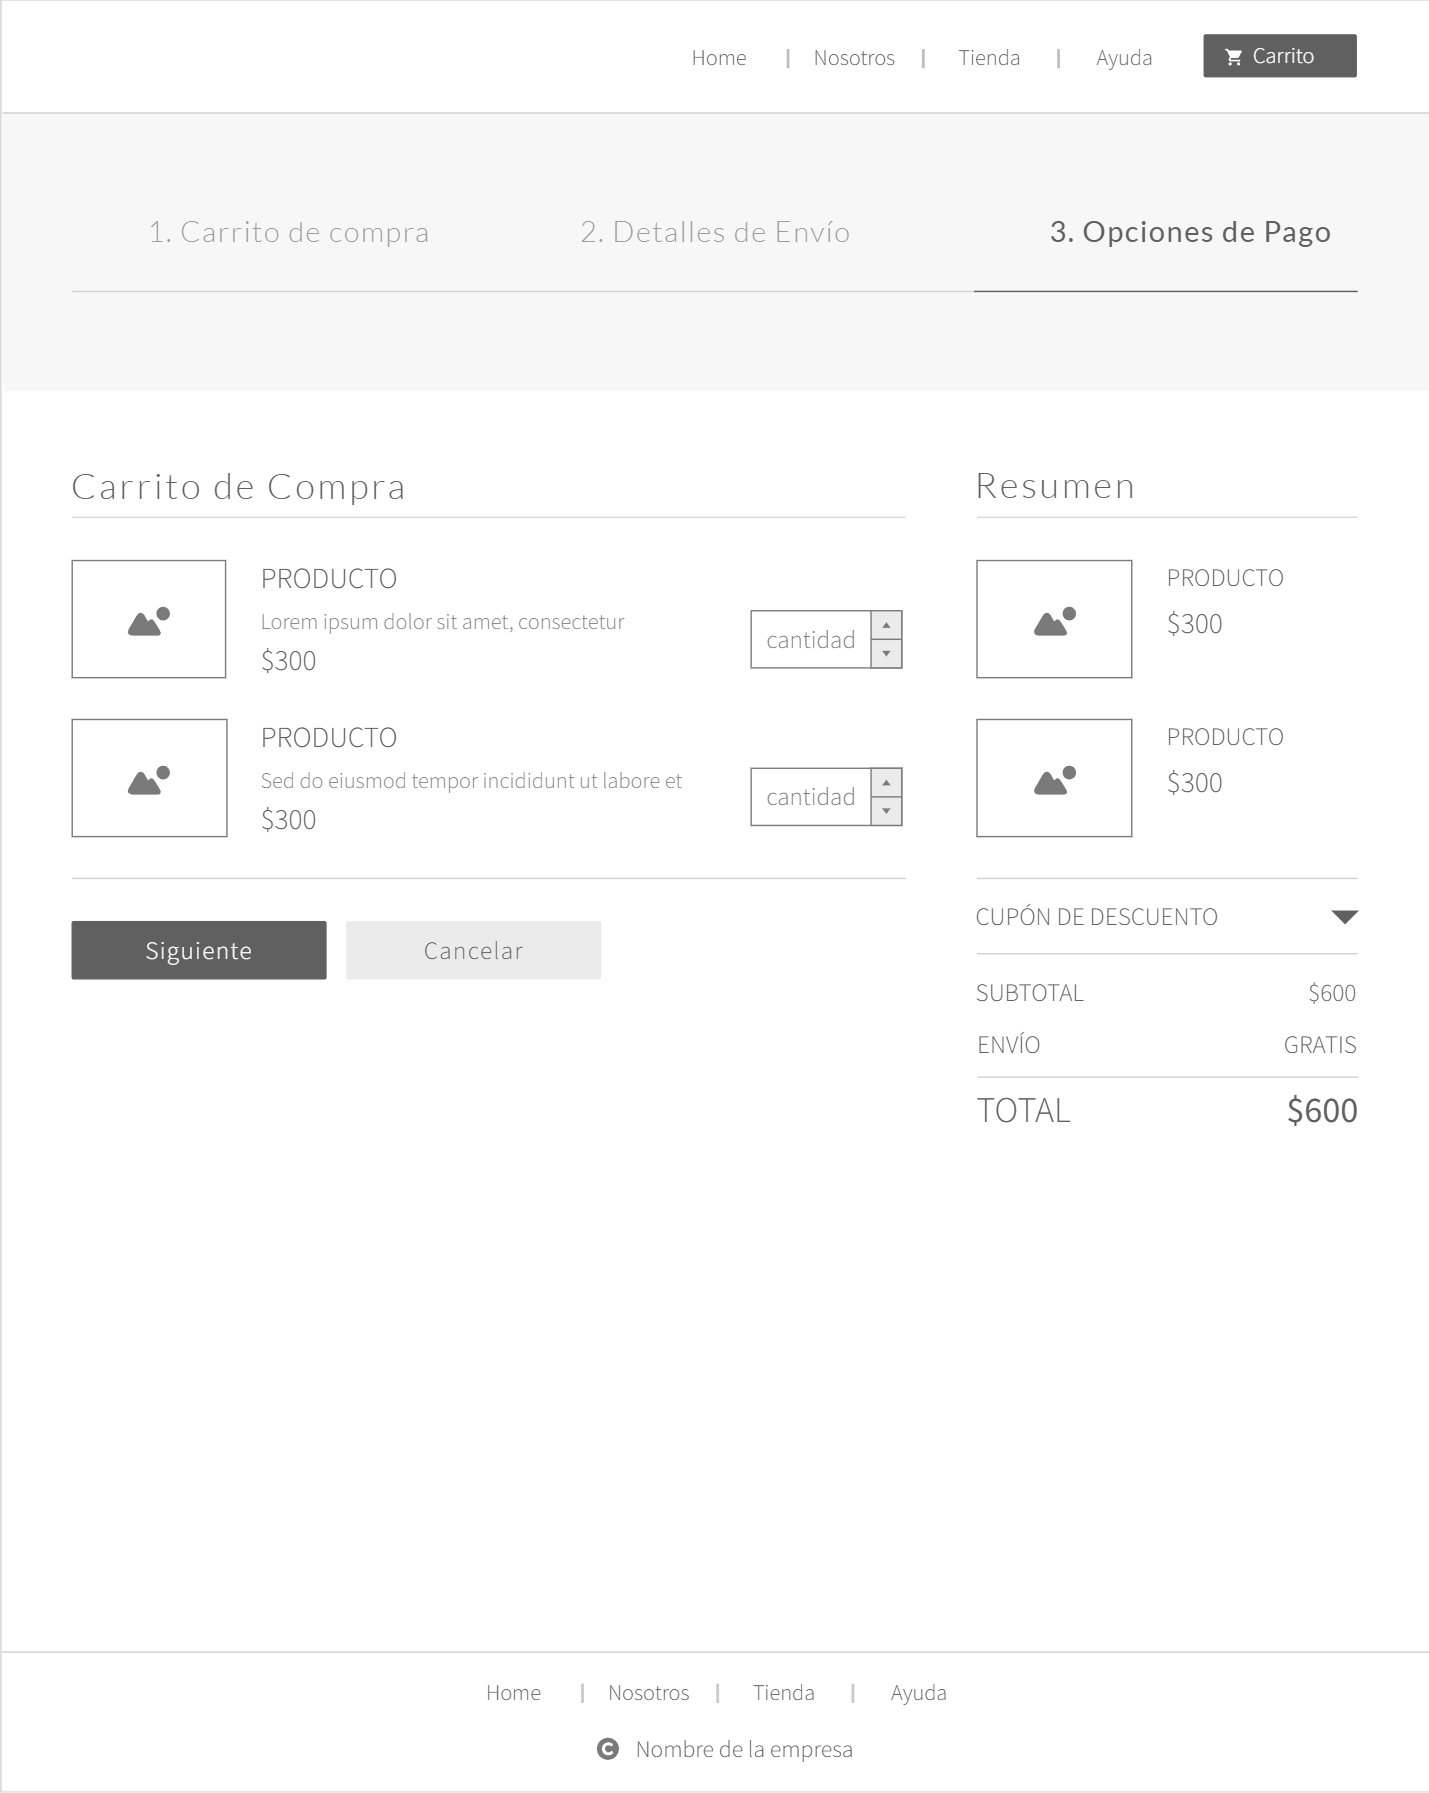 Home | Nosotros | Tienda | Ayuda Carrito
1. Carrito de compra 2. Detalles de Envío 3. Opciones de Pago
Carrito de Compra
PRODUCTO
Lorem ipsum dolor sit amet, consectetur
$300
cantidad
PRODUCTO
Sed do eiusmod tempor incididunt ut labore et
$300
cantidad
Siguiente Cancelar
Resumen
PRODUCTO
$300
PRODUCTO
$300
CUPÓN DE DESCUENTO
SUBTOTAL $600
ENVÍO GRATIS
TOTAL $600
Home | Nosotros | Tienda | Ayuda
© Nombre de la empresa